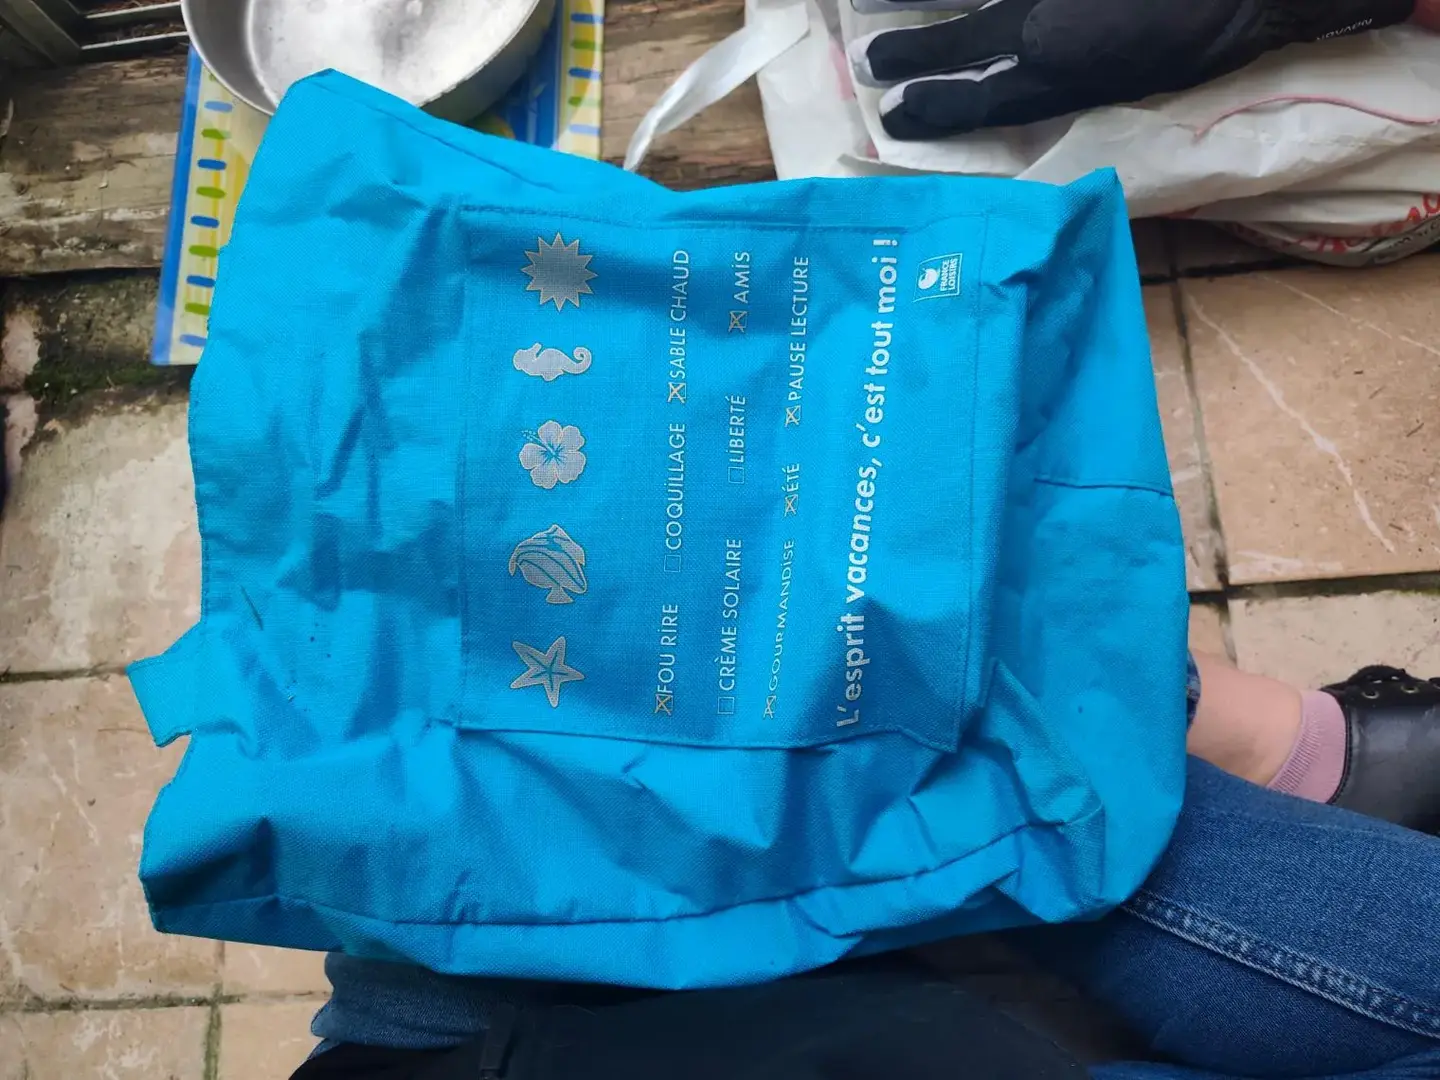 ☒ FOU RIRE ☐ COQUILLAGE ☒ SABLE CHAUD
☐ CRÈME SOLAIRE ☐ LIBERTÉ ☒ AMIS
☒ GOURMANDISE ☒ ÉTÉ ☒ PAUSE LECTURE
L'esprit vacances, c'est tout moi !
FRANCE
LOISIRS